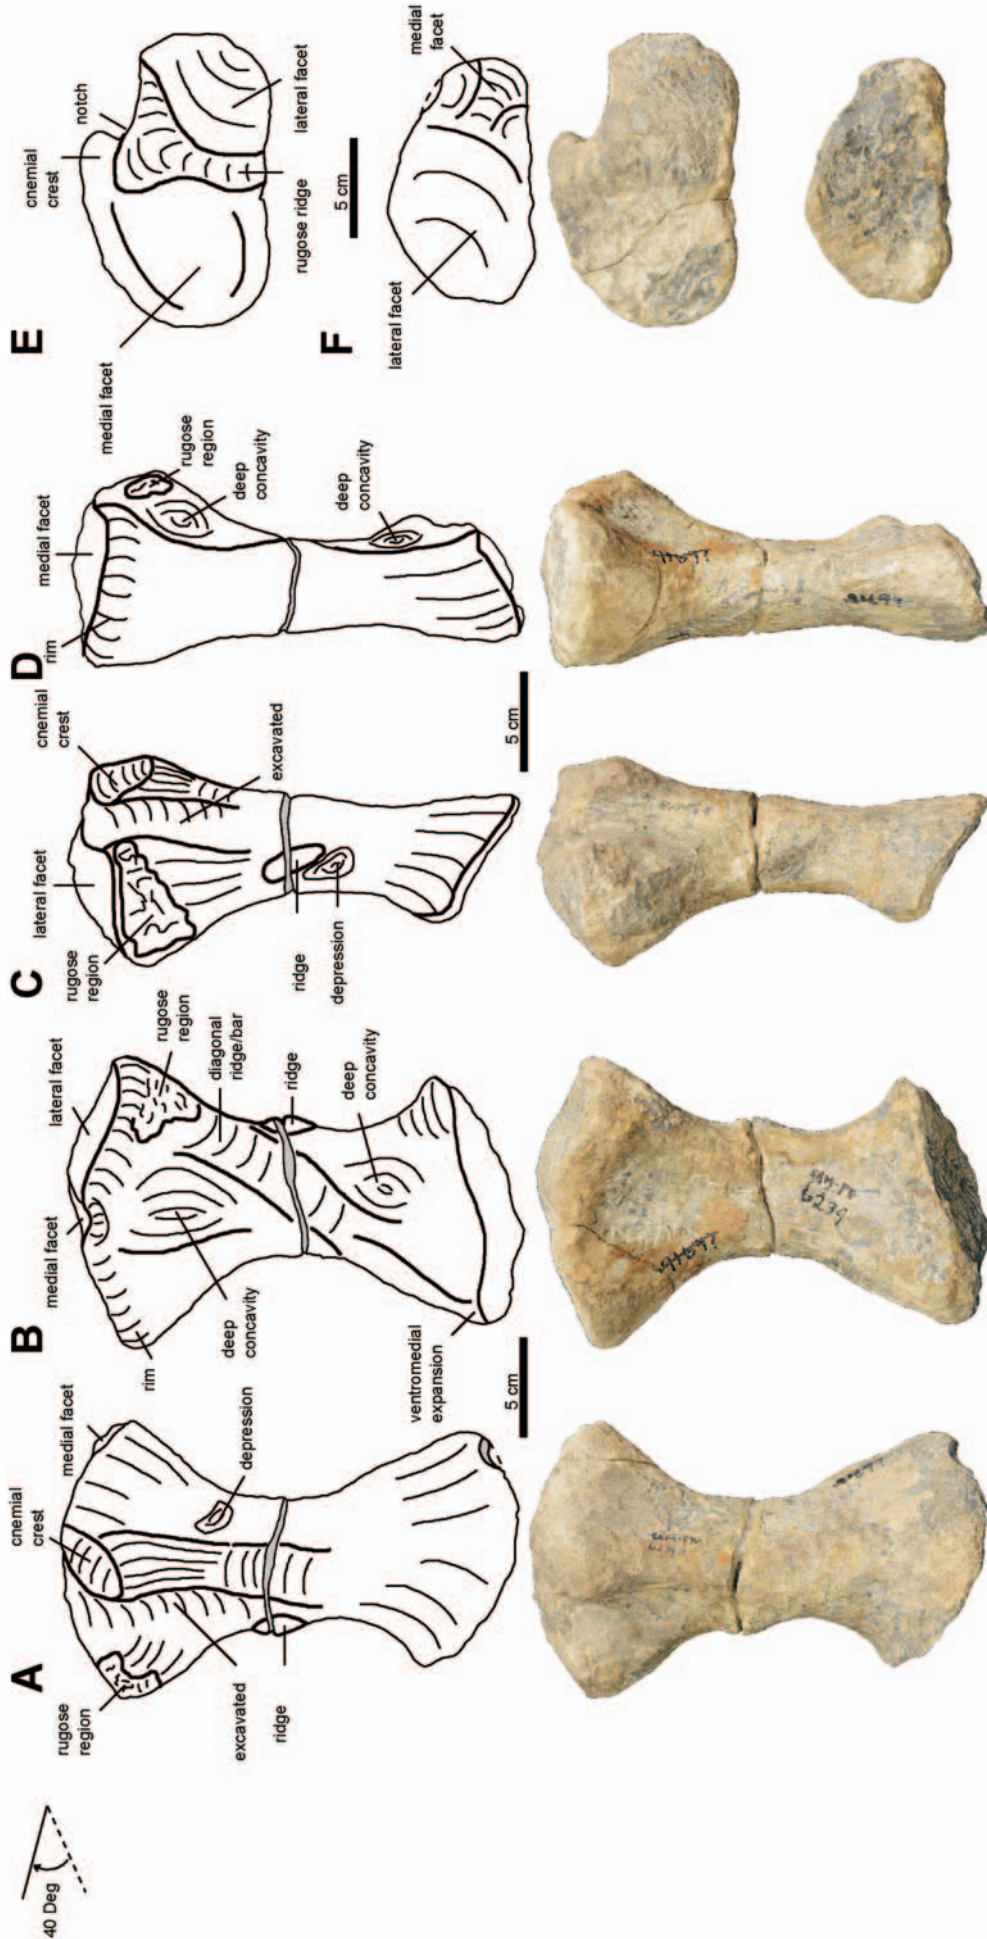 40 Deg
A
rugose
region
cnemial
crest
medial facet
depression
excavated
ridge
B
medial facet
lateral facet
rugose
region
diagonal
ridge/bar
ridge
deep
concavity
rim
deep
concavity
ventromedial
expansion
5 cm
C
lateral facet
cnemial
crest
rugose
region
excavated
ridge
depression
5 cm
D
medial facet
rim
rugose
region
deep
concavity
deep
concavity
E
cnemial
crest
notch
medial facet
rugose ridge
lateral facet
5 cm
F
medial
facet
lateral facet
SAM-PK
6239